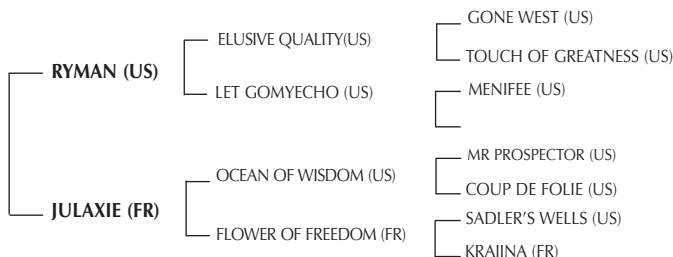 GONE WEST (US)
ELUSIVE QUALITY(US)
TOUCH OF GREATNESS (US)
RYMAN (US)
LET GOMYECHO (US)
MENIFEE (US)
MR PROSPECTOR (US)
OCEAN OF WISDOM (US)
COUP DE FOLIE (US)
JULAXIE (FR)
SADLER'S WELLS (US)
FLOWER OF FREEDOM (FR)
KRAJINA (FR)